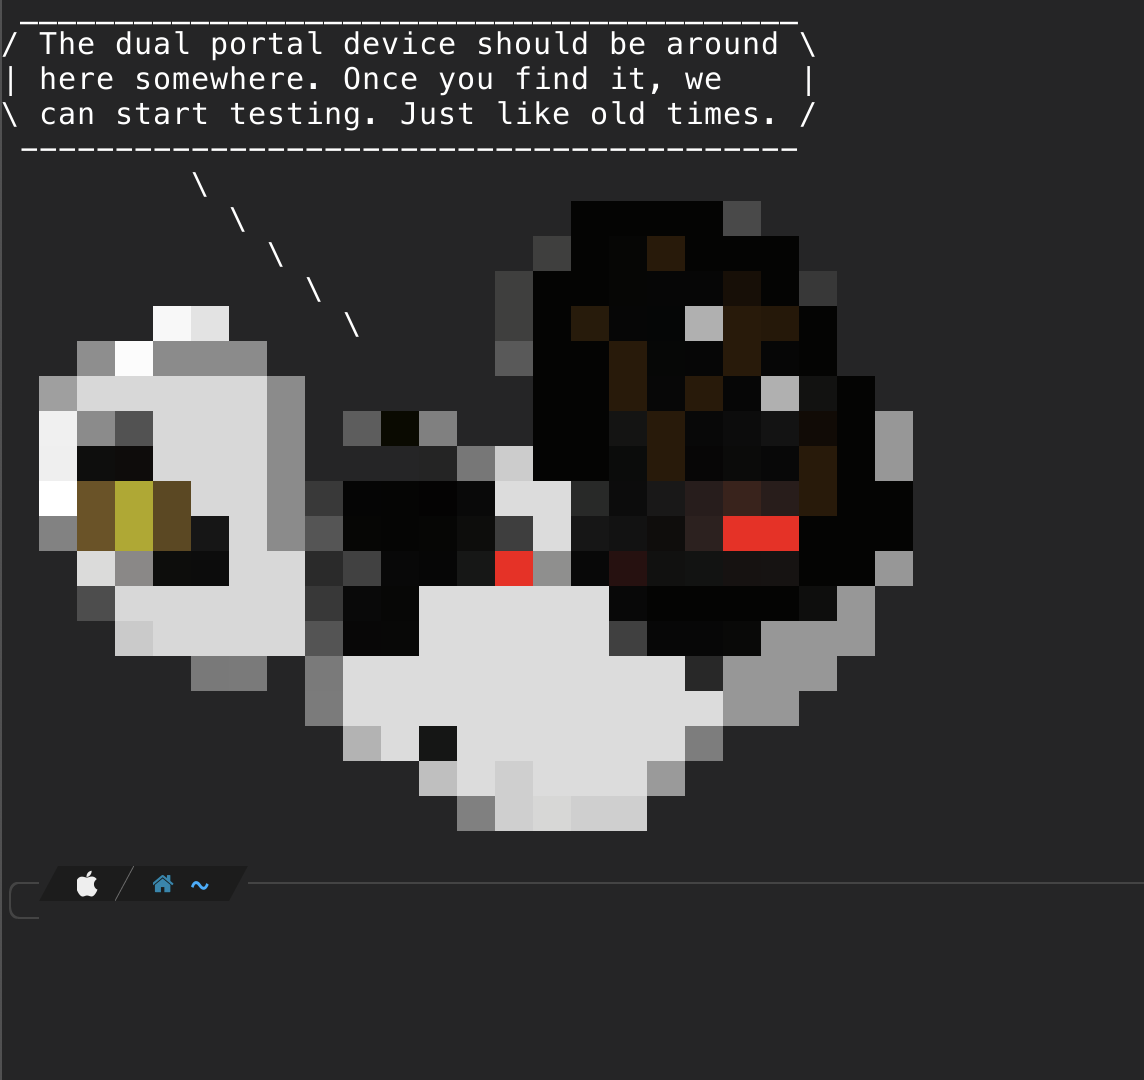 / The dual portal device should be around \
| here somewhere. Once you find it, we |
\ can start testing. Just like old times. /
\
\
\
\
\
~